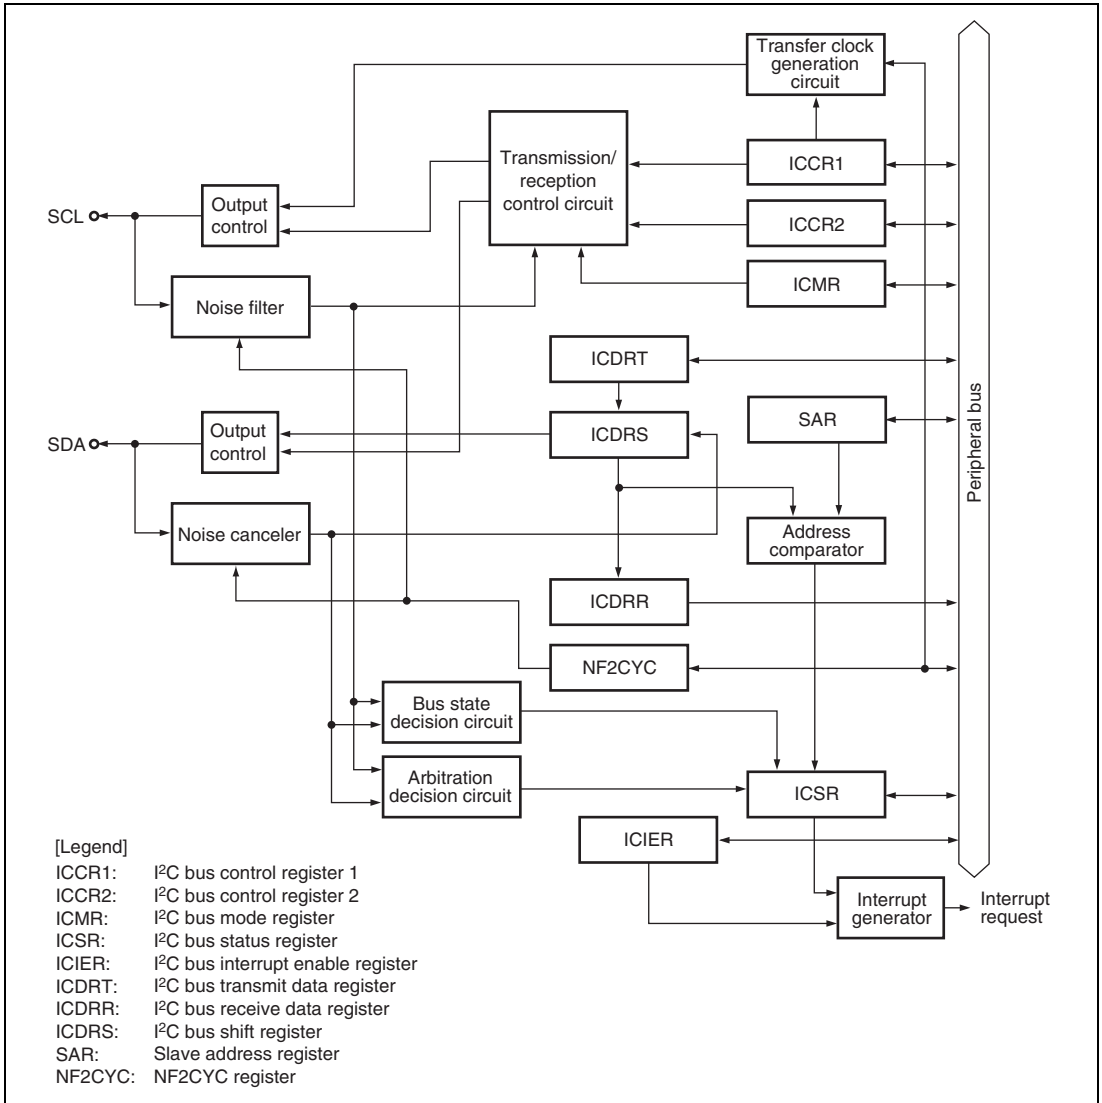 Transfer clock
generation
circuit
Transmission/
reception
control circuit
ICCR1
Output
control
SCL
ICCR2
ICMR
Noise filter
ICDRT
Peripheral bus
SAR
Output
control
SDA
ICDRS
Noise canceler
Address
comparator
ICDRR
NF2CYC
Bus state
decision circuit
Arbitration
decision circuit
ICSR
ICIER
Interrupt
generator
Interrupt
request
[Legend]
ICCR1: I2C bus control register 1
ICCR2: I2C bus control register 2
ICMR: I2C bus mode register
ICSR: I2C bus status register
ICIER: I2C bus interrupt enable register
ICDRT: I2C bus transmit data register
ICDRR: I2C bus receive data register
ICDRS: I2C bus shift register
SAR: Slave address register
NF2CYC: NF2CYC register